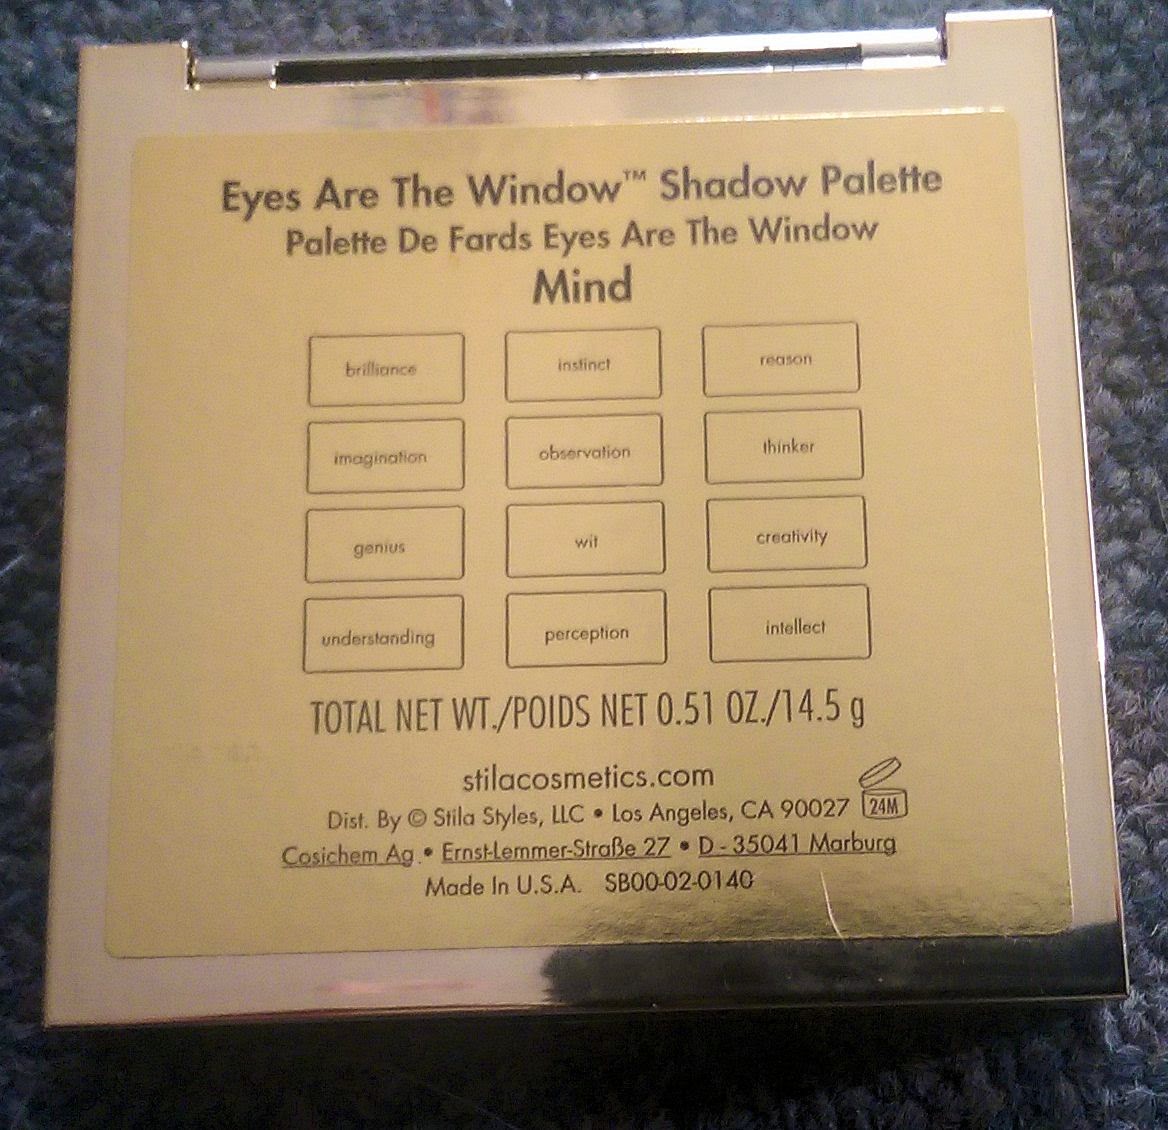 Eyes Are The Window™ Shadow Palette
Palette De Fards Eyes Are The Window
Mind
brilliance instinct reason
imagination observation thinker
genius wit creativity
understanding perception intellect
TOTAL NET WT./POIDS NET 0.51 OZ./14.5 g
stilacosmetics.com
Dist. By © Stila Styles, LLC • Los Angeles, CA 90027 24M
Cosichem Ag • Ernst-Lemmer-Straße 27 • D - 35041 Marburg
Made In U.S.A. SB00-02-0140